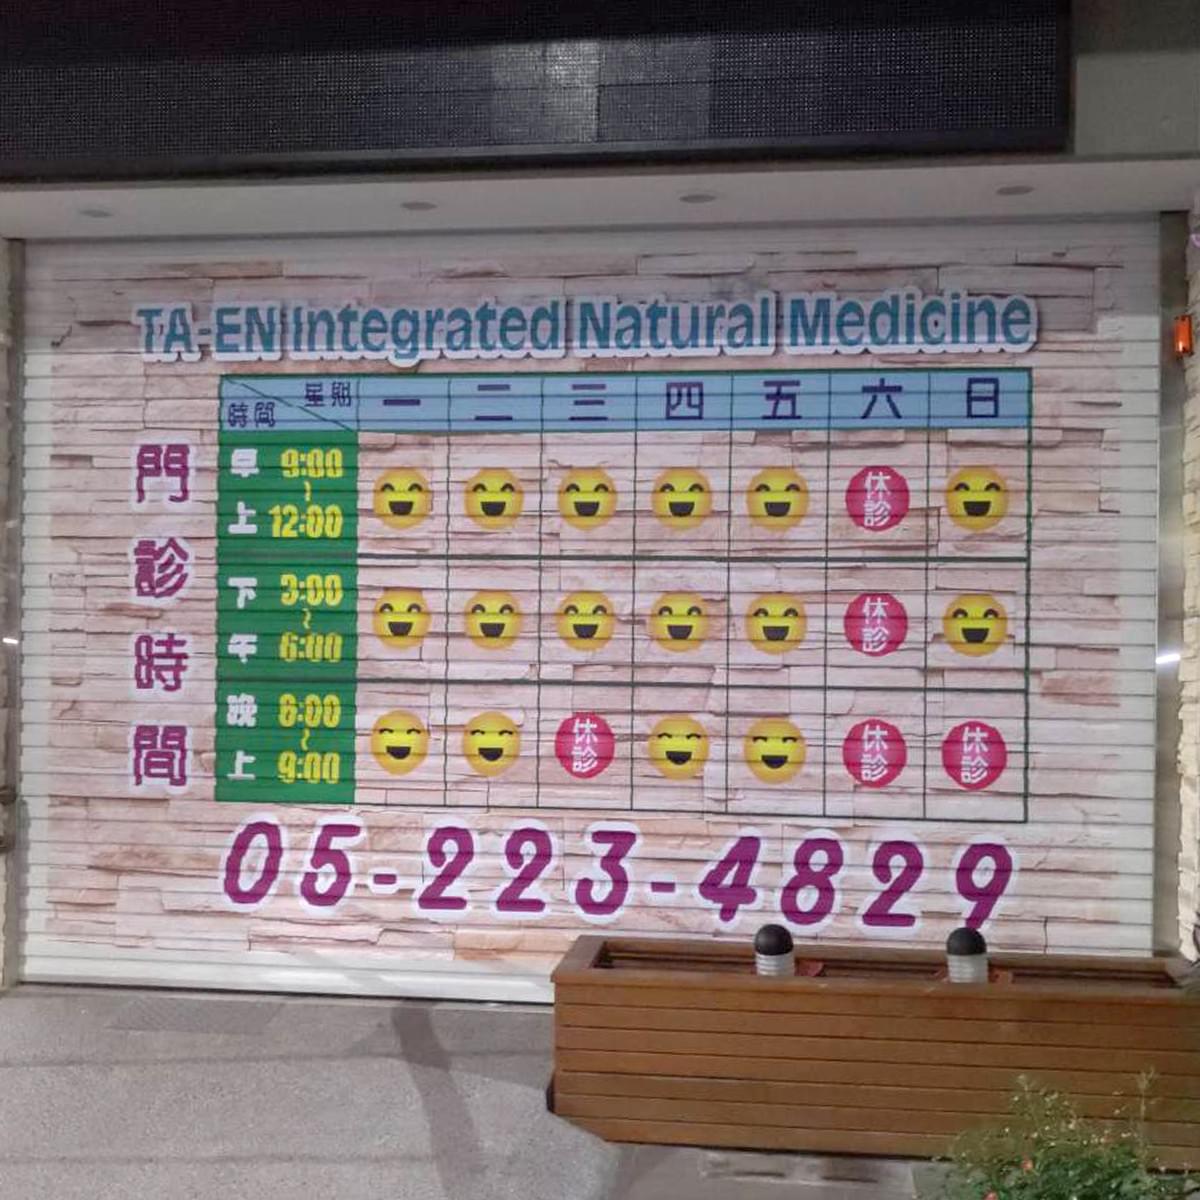 TA-EN Integrated Natural Medicine
門診時間
星期 時間 一 二 三 四 五 六 日
早上 9:00~12:00 休診
下午 3:00~6:00 休診
晚上 6:00~9:00 休診 休診 休診
05-223-4829